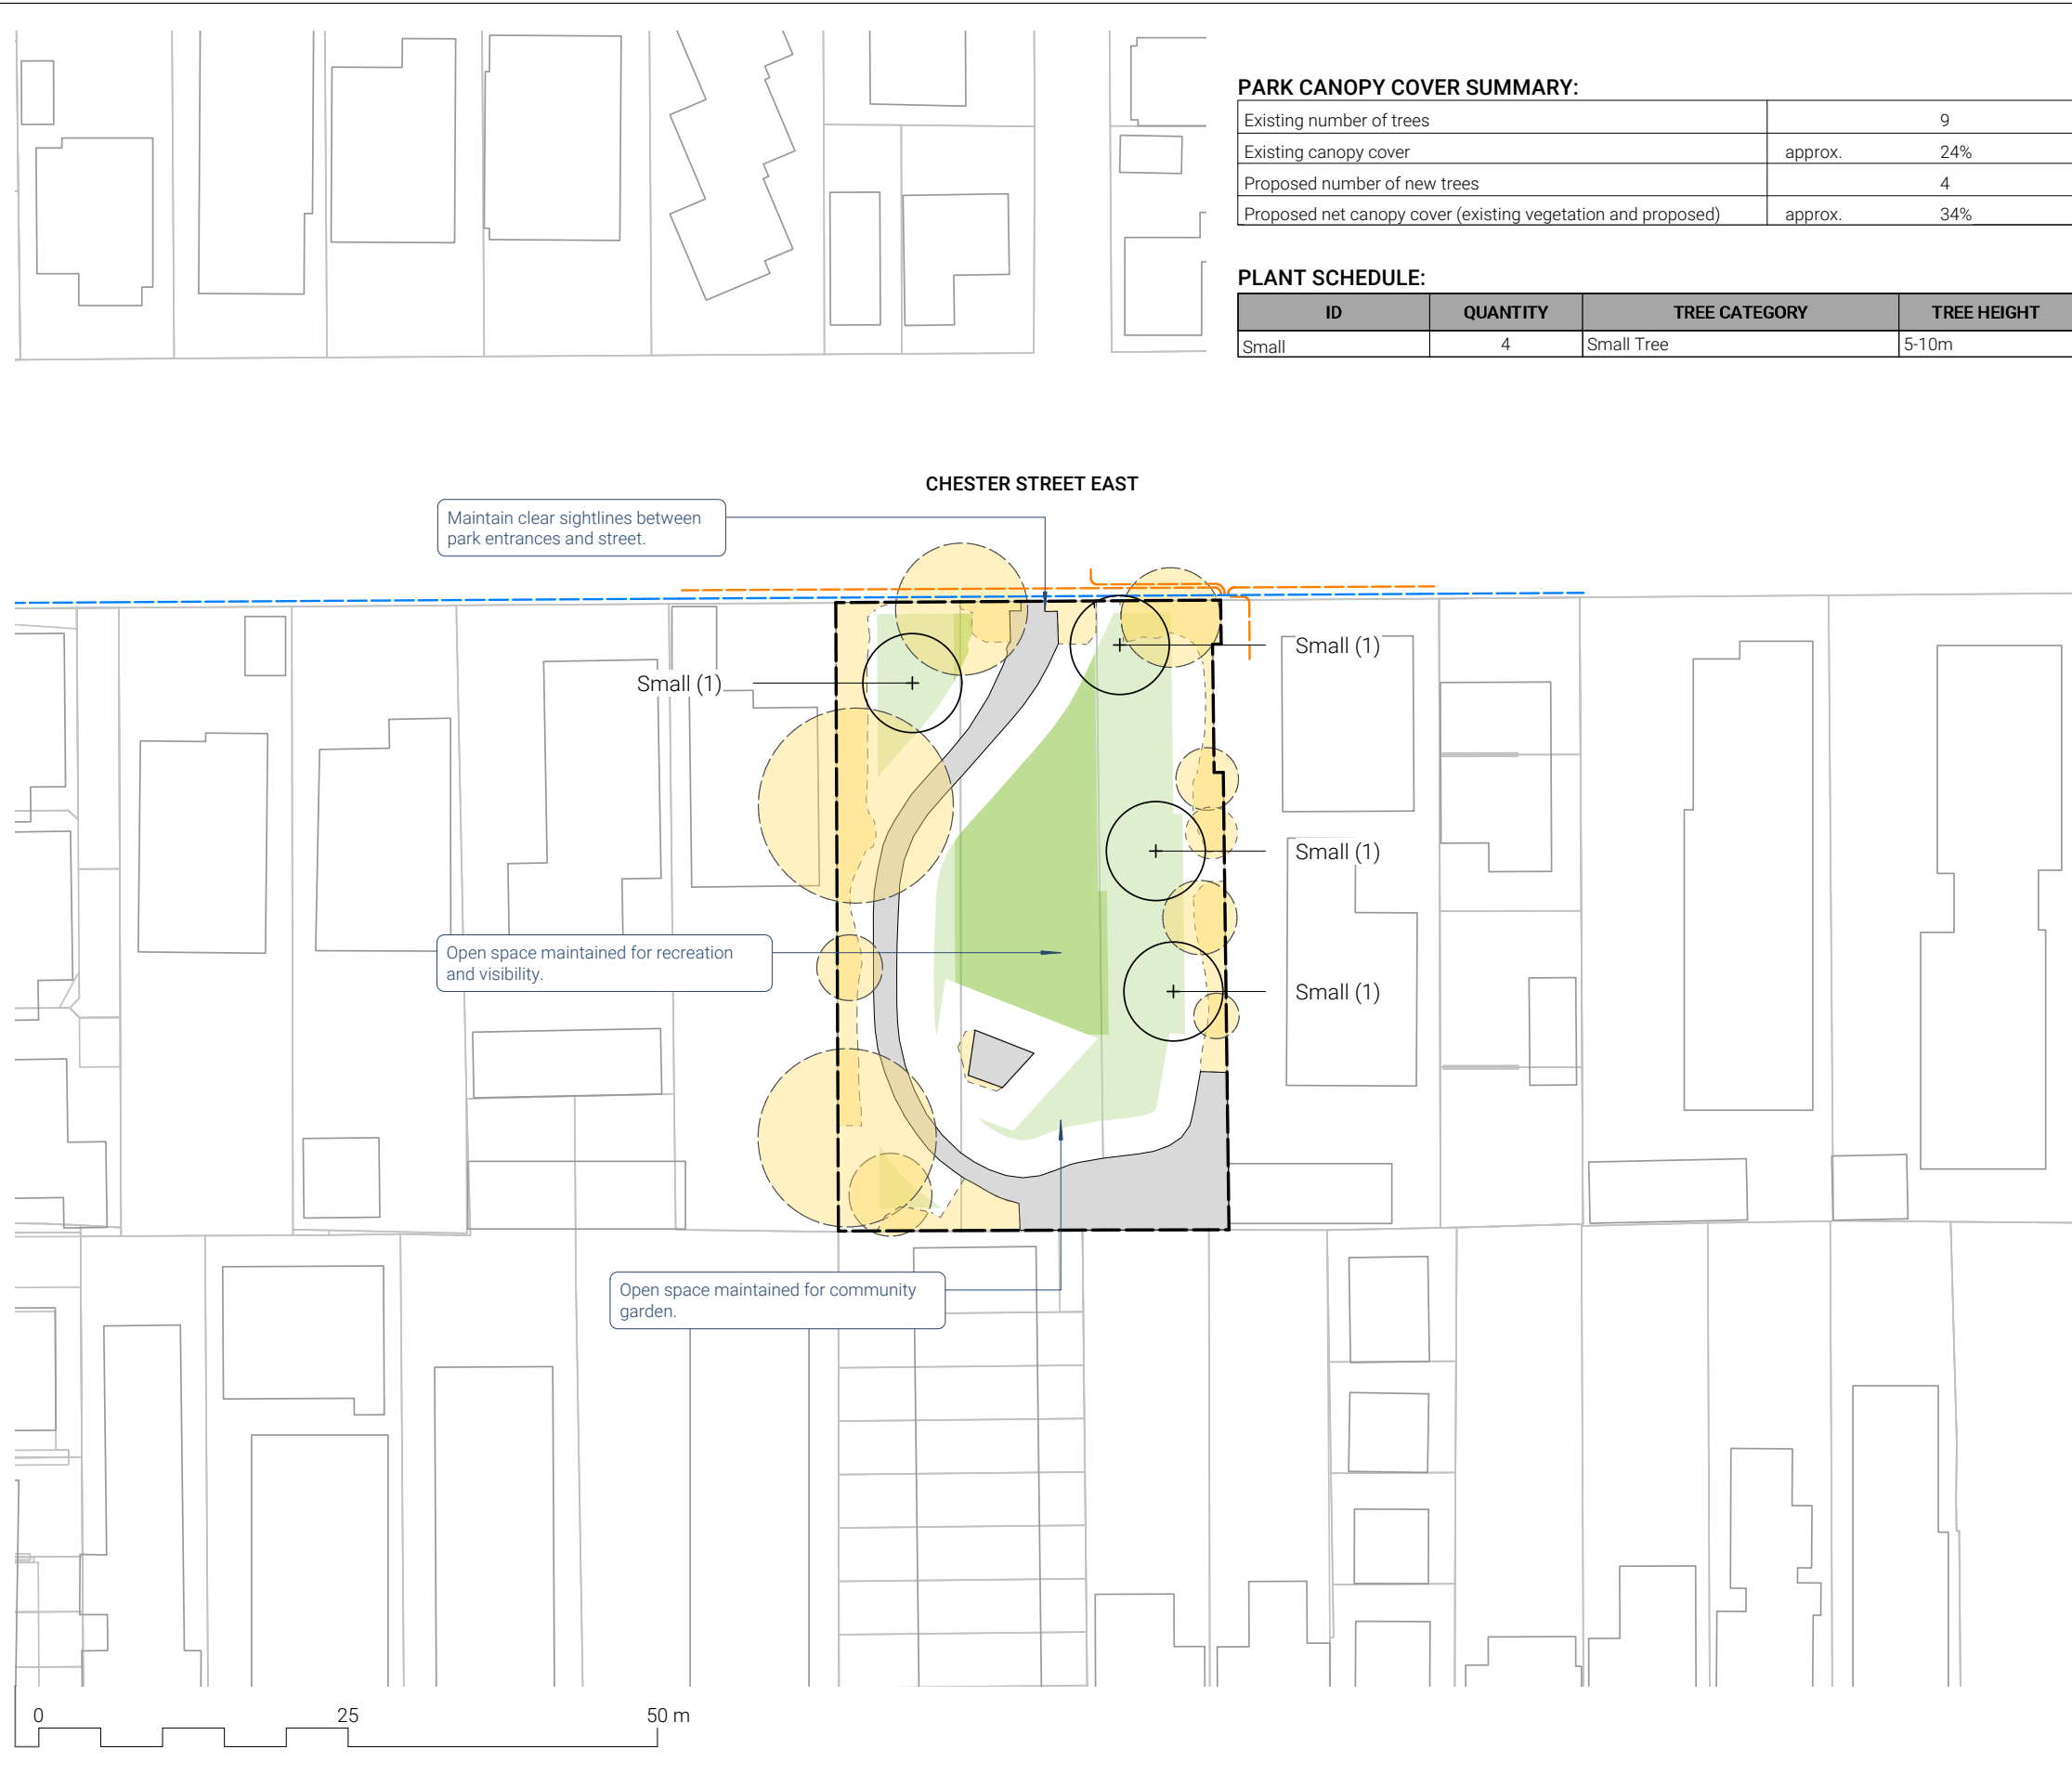 PARK CANOPY COVER SUMMARY:
Existing number of trees 9
Existing canopy cover approx. 24%
Proposed number of new trees 4
Proposed net canopy cover (existing vegetation and proposed) approx. 34%
PLANT SCHEDULE:
ID QUANTITY TREE CATEGORY TREE HEIGHT
Small 4 Small Tree 5-10m
CHESTER STREET EAST
Maintain clear sightlines between
park entrances and street.
Small (1)
Small (1)
Small (1)
Open space maintained for recreation
and visibility.
Small (1)
Open space maintained for community
garden.
0 25 50 m